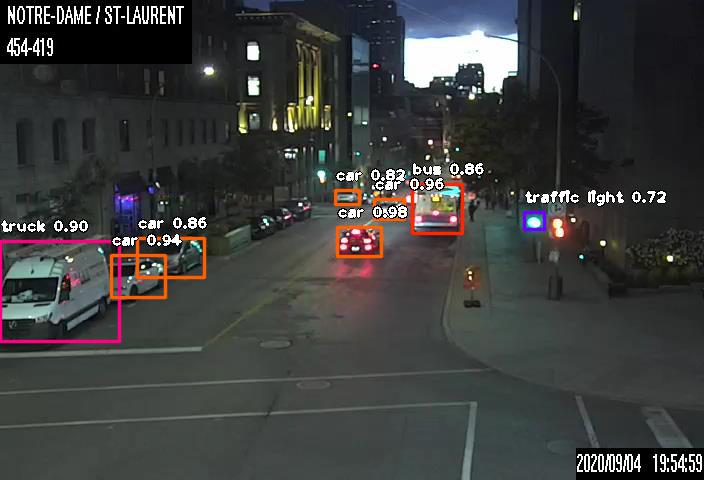 NOTRE-DAME / ST-LAURENT
454-419
car 0.82
bus 0.86
car 0.96
traffic light 0.72
car 0.98
truck 0.90
car 0.86
car 0.94
2020/09/04 19:54:59